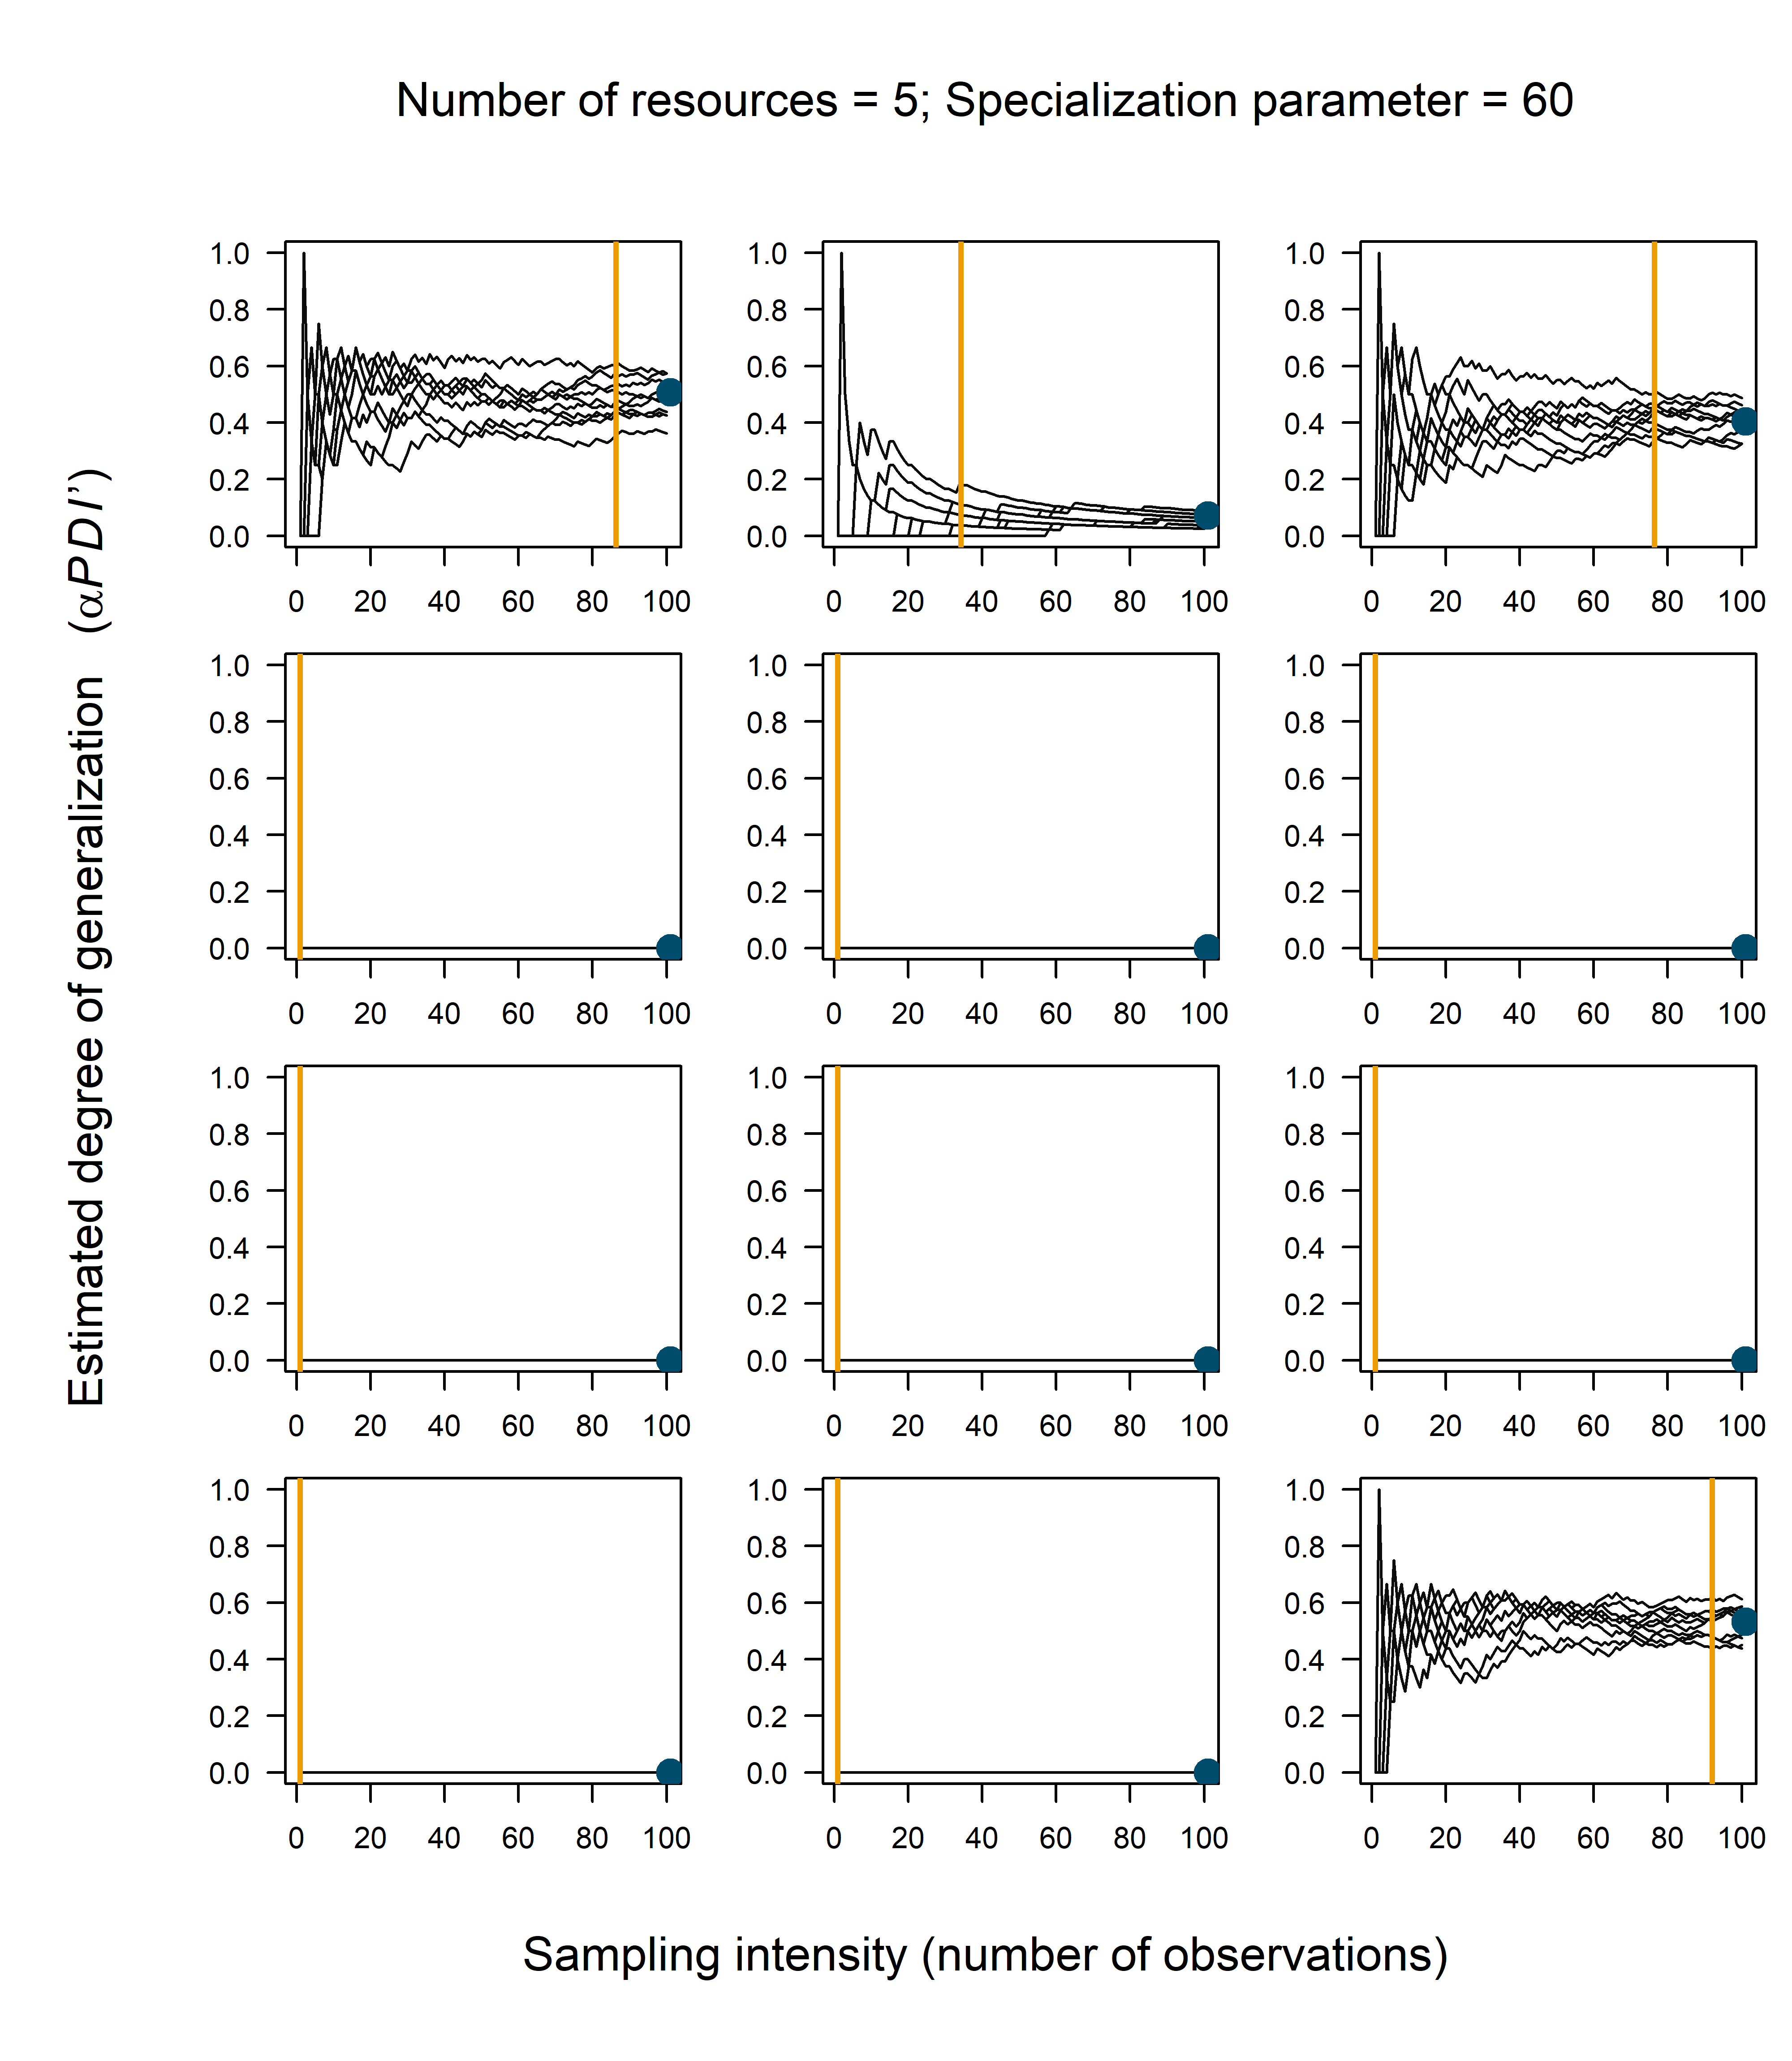 Number of resources = 5; Specialization parameter = 60
Estimated degree of generalization (αPDI’)
1.0 1.0 1.0
0.8 0.8 0.8
0.6 0.6 0.6
0.4 0.4 0.4
0.2 0.2 0.2
0.0 0.0 0.0
0 20 40 60 80 100 0 20 40 60 80 100 0 20 40 60 80 100
1.0 1.0 1.0
0.8 0.8 0.8
0.6 0.6 0.6
0.4 0.4 0.4
0.2 0.2 0.2
0.0 0.0 0.0
0 20 40 60 80 100 0 20 40 60 80 100 0 20 40 60 80 100
1.0 1.0 1.0
0.8 0.8 0.8
0.6 0.6 0.6
0.4 0.4 0.4
0.2 0.2 0.2
0.0 0.0 0.0
0 20 40 60 80 100 0 20 40 60 80 100 0 20 40 60 80 100
1.0 1.0 1.0
0.8 0.8 0.8
0.6 0.6 0.6
0.4 0.4 0.4
0.2 0.2 0.2
0.0 0.0 0.0
0 20 40 60 80 100 0 20 40 60 80 100 0 20 40 60 80 100
Sampling intensity (number of observations)